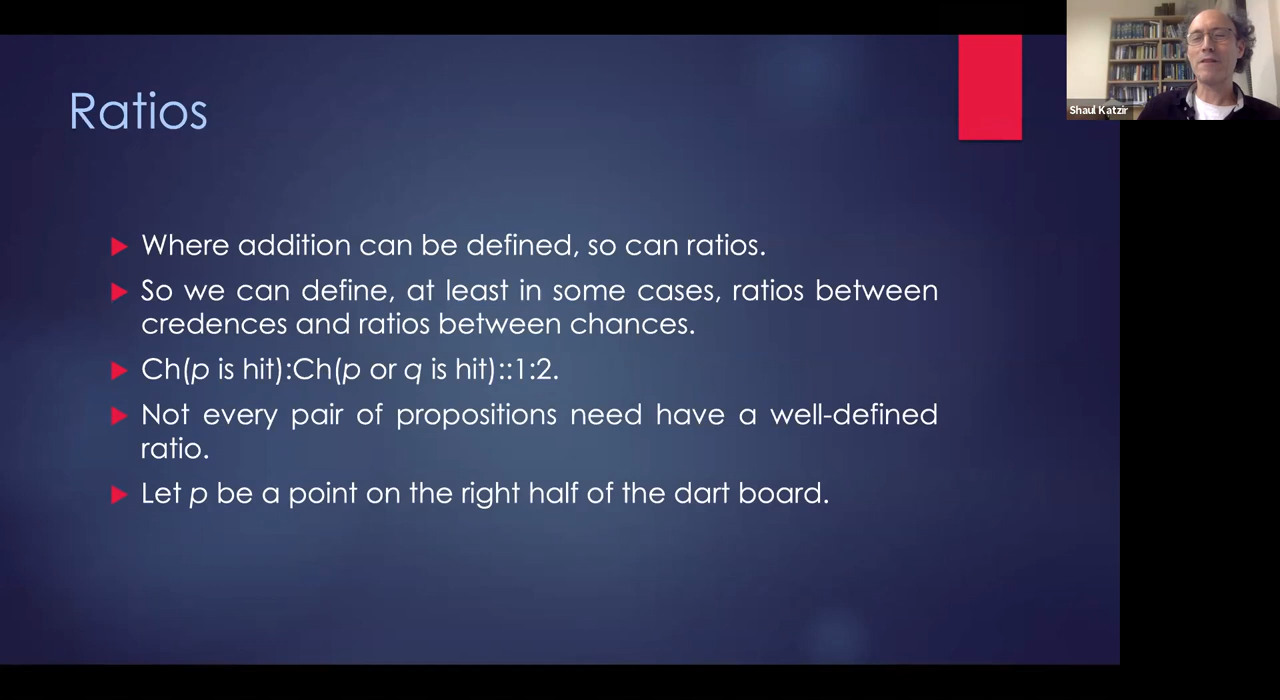 Ratios
Where addition can be defined, so can ratios.
So we can define, at least in some cases, ratios between
credences and ratios between chances.
Ch(p is hit):Ch(p or q is hit)::1:2.
Not every pair of propositions need have a well-defined
ratio.
Let p be a point on the right half of the dart board.
Shaul Katzir